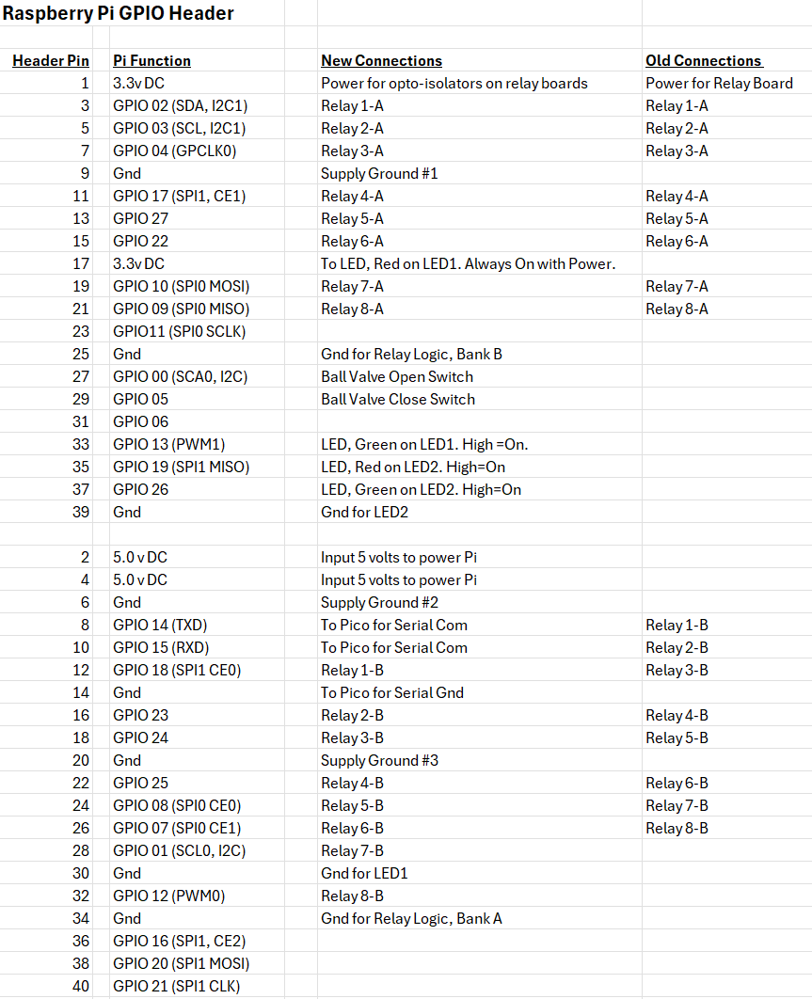 Raspberry Pi GPIO Header
Header Pin Pi Function New Connections Old Connections
1 3.3v DC Power for opto-isolators on relay boards Power for Relay Board
3 GPIO 02 (SDA, I2C1) Relay 1-A Relay 1-A
5 GPIO 03 (SCL, I2C1) Relay 2-A Relay 2-A
7 GPIO 04 (GPCLK0) Relay 3-A Relay 3-A
9 Gnd Supply Ground #1
11 GPIO 17 (SPI1, CE1) Relay 4-A Relay 4-A
13 GPIO 27 Relay 5-A Relay 5-A
15 GPIO 22 Relay 6-A Relay 6-A
17 3.3v DC To LED, Red on LED1. Always On with Power.
19 GPIO 10 (SPI0 MOSI) Relay 7-A Relay 7-A
21 GPIO 09 (SPI0 MISO) Relay 8-A Relay 8-A
23 GPIO11 (SPI0 SCLK)
25 Gnd Gnd for Relay Logic, Bank B
27 GPIO 00 (SCA0, I2C) Ball Valve Open Switch
29 GPIO 05 Ball Valve Close Switch
31 GPIO 06
33 GPIO 13 (PWM1) LED, Green on LED1. High =On.
35 GPIO 19 (SPI1 MISO) LED, Red on LED2. High=On
37 GPIO 26 LED, Green on LED2. High=On
39 Gnd Gnd for LED2
2 5.0 v DC Input 5 volts to power Pi
4 5.0 v DC Input 5 volts to power Pi
6 Gnd Supply Ground #2
8 GPIO 14 (TXD) To Pico for Serial Com Relay 1-B
10 GPIO 15 (RXD) To Pico for Serial Com Relay 2-B
12 GPIO 18 (SPI1 CE0) Relay 1-B Relay 3-B
14 Gnd To Pico for Serial Gnd
16 GPIO 23 Relay 2-B Relay 4-B
18 GPIO 24 Relay 3-B Relay 5-B
20 Gnd Supply Ground #3
22 GPIO 25 Relay 4-B Relay 6-B
24 GPIO 08 (SPI0 CE0) Relay 5-B Relay 7-B
26 GPIO 07 (SPI0 CE1) Relay 6-B Relay 8-B
28 GPIO 01 (SCL0, I2C) Relay 7-B
30 Gnd Gnd for LED1
32 GPIO 12 (PWM0) Relay 8-B
34 Gnd Gnd for Relay Logic, Bank A
36 GPIO 16 (SPI1, CE2)
38 GPIO 20 (SPI1 MOSI)
40 GPIO 21 (SPI1 CLK)